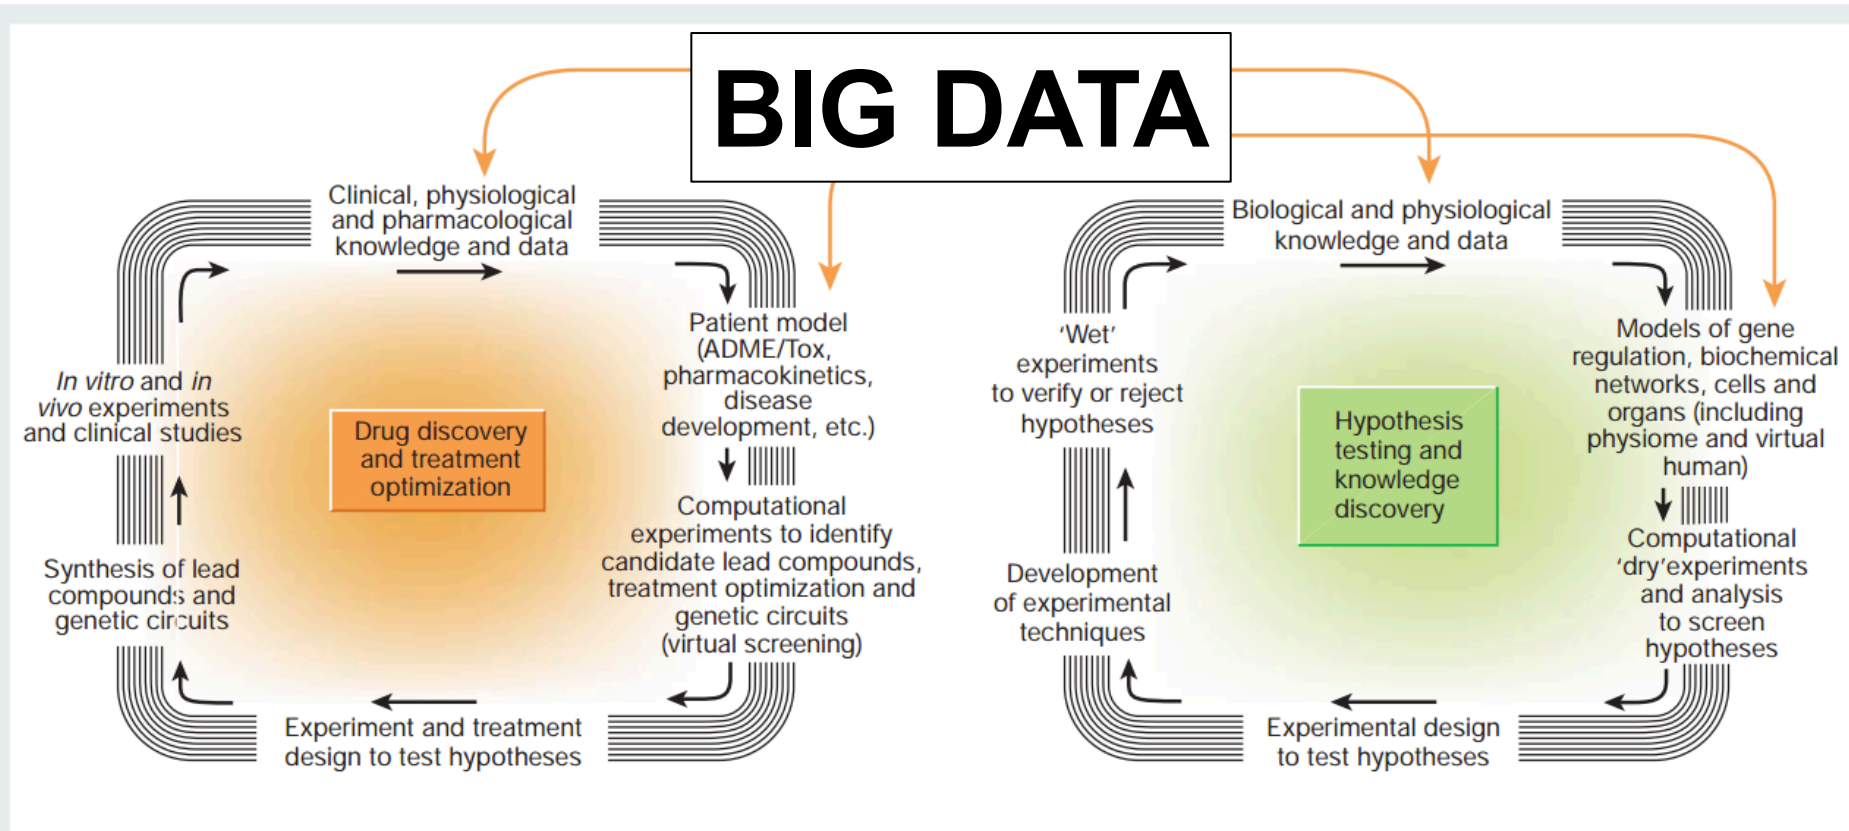 BIG DATA
Clinical, physiological
and pharmacological
knowledge and data
Patient model
(ADME/Tox,
pharmacokinetics,
disease
development, etc.)
Computational
experiments to identify
candidate lead compounds,
treatment optimization and
genetic circuits
(virtual screening)
Experiment and treatment
design to test hypotheses
Synthesis of lead
compounds and
genetic circuits
In vitro and in
vivo experiments
and clinical studies
Drug discovery
and treatment
optimization
Biological and physiological
knowledge and data
Models of gene
regulation, biochemical
networks, cells and
organs (including
physiome and virtual
human)
Computational
‘dry’experiments
and analysis
to screen
hypotheses
Experimental design
to test hypotheses
Development
of experimental
techniques
‘Wet’
experiments
to verify or reject
hypotheses
Hypothesis
testing and
knowledge
discovery